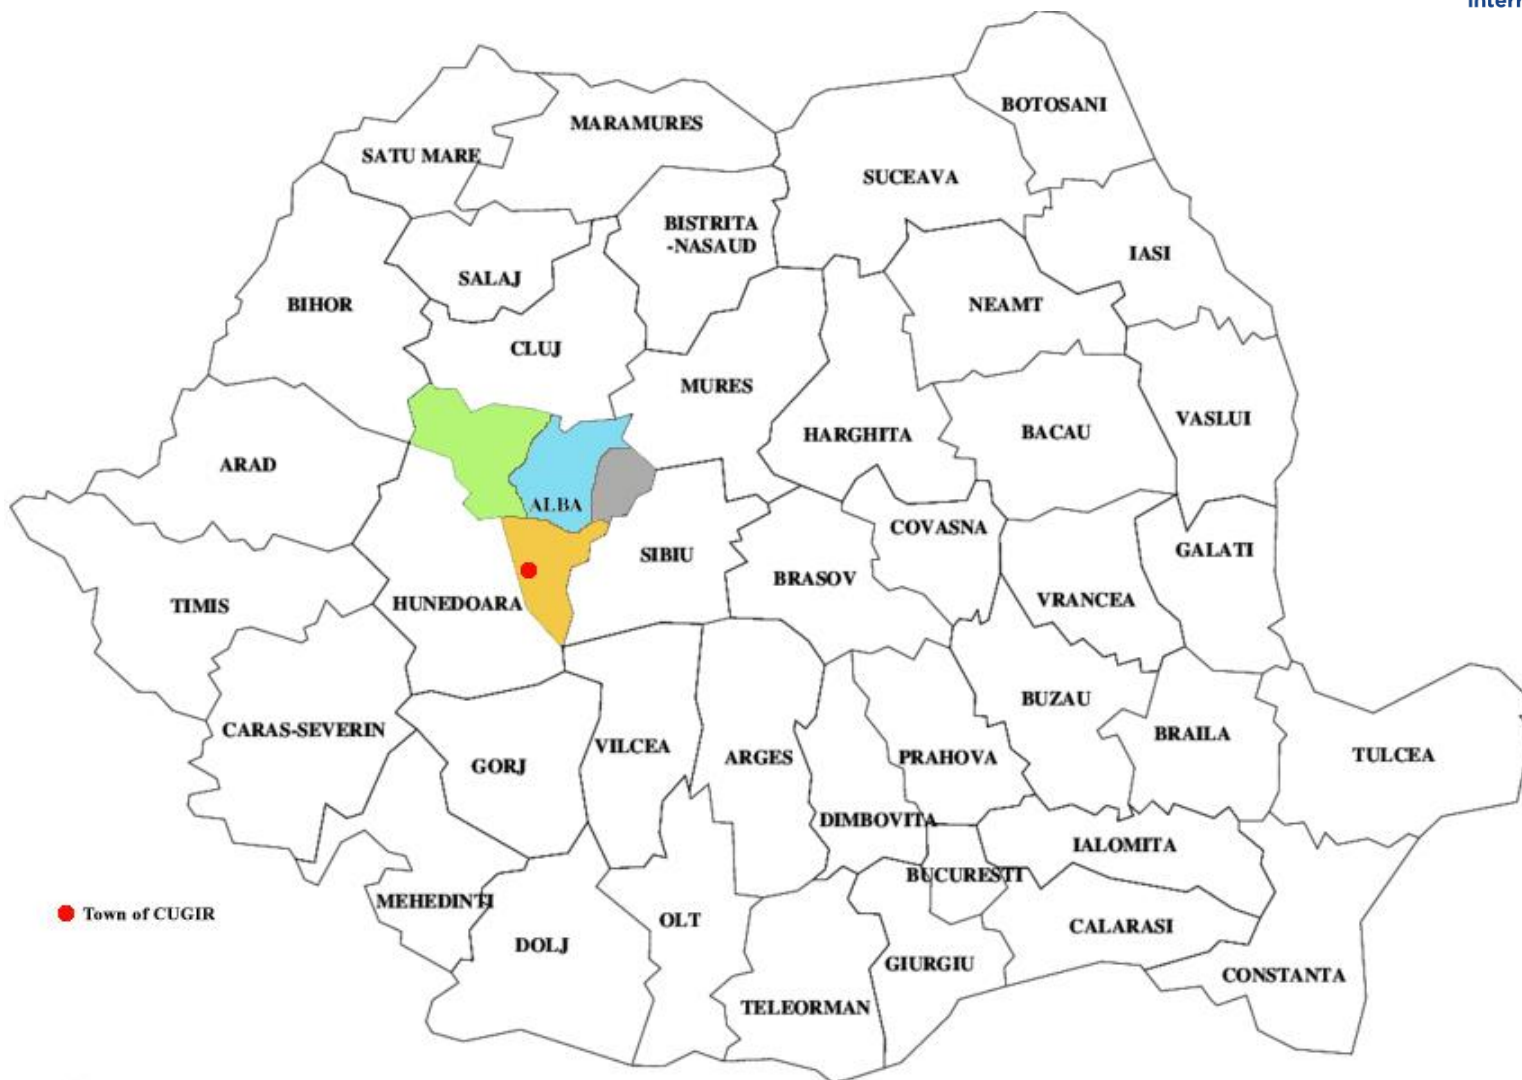 BOTOSANI
MARAMURES
SATU MARE
SUCEAVA
BISTRITA
-NASAUD
IASI
SALAJ
BIHOR
NEAMT
CLUJ
MURES
VASLUI
HARGHITA
BACAU
ARAD
ALBA
COVASNA
SIBIU
GALATI
BRASOV
VRANCEA
HUNEDOARA
TIMIS
BUZAU
CARAS-SEVERIN
BRAILA
VILCEA
ARGES
PRAHOVA
TULCEA
GORJ
DIMBOVITA
IALOMITA
BUCURESTI
MEHEDINTI
Town of CUGIR
OLT
CALARASI
DOLJ
GIURGIU
CONSTANTA
TELEORMAN